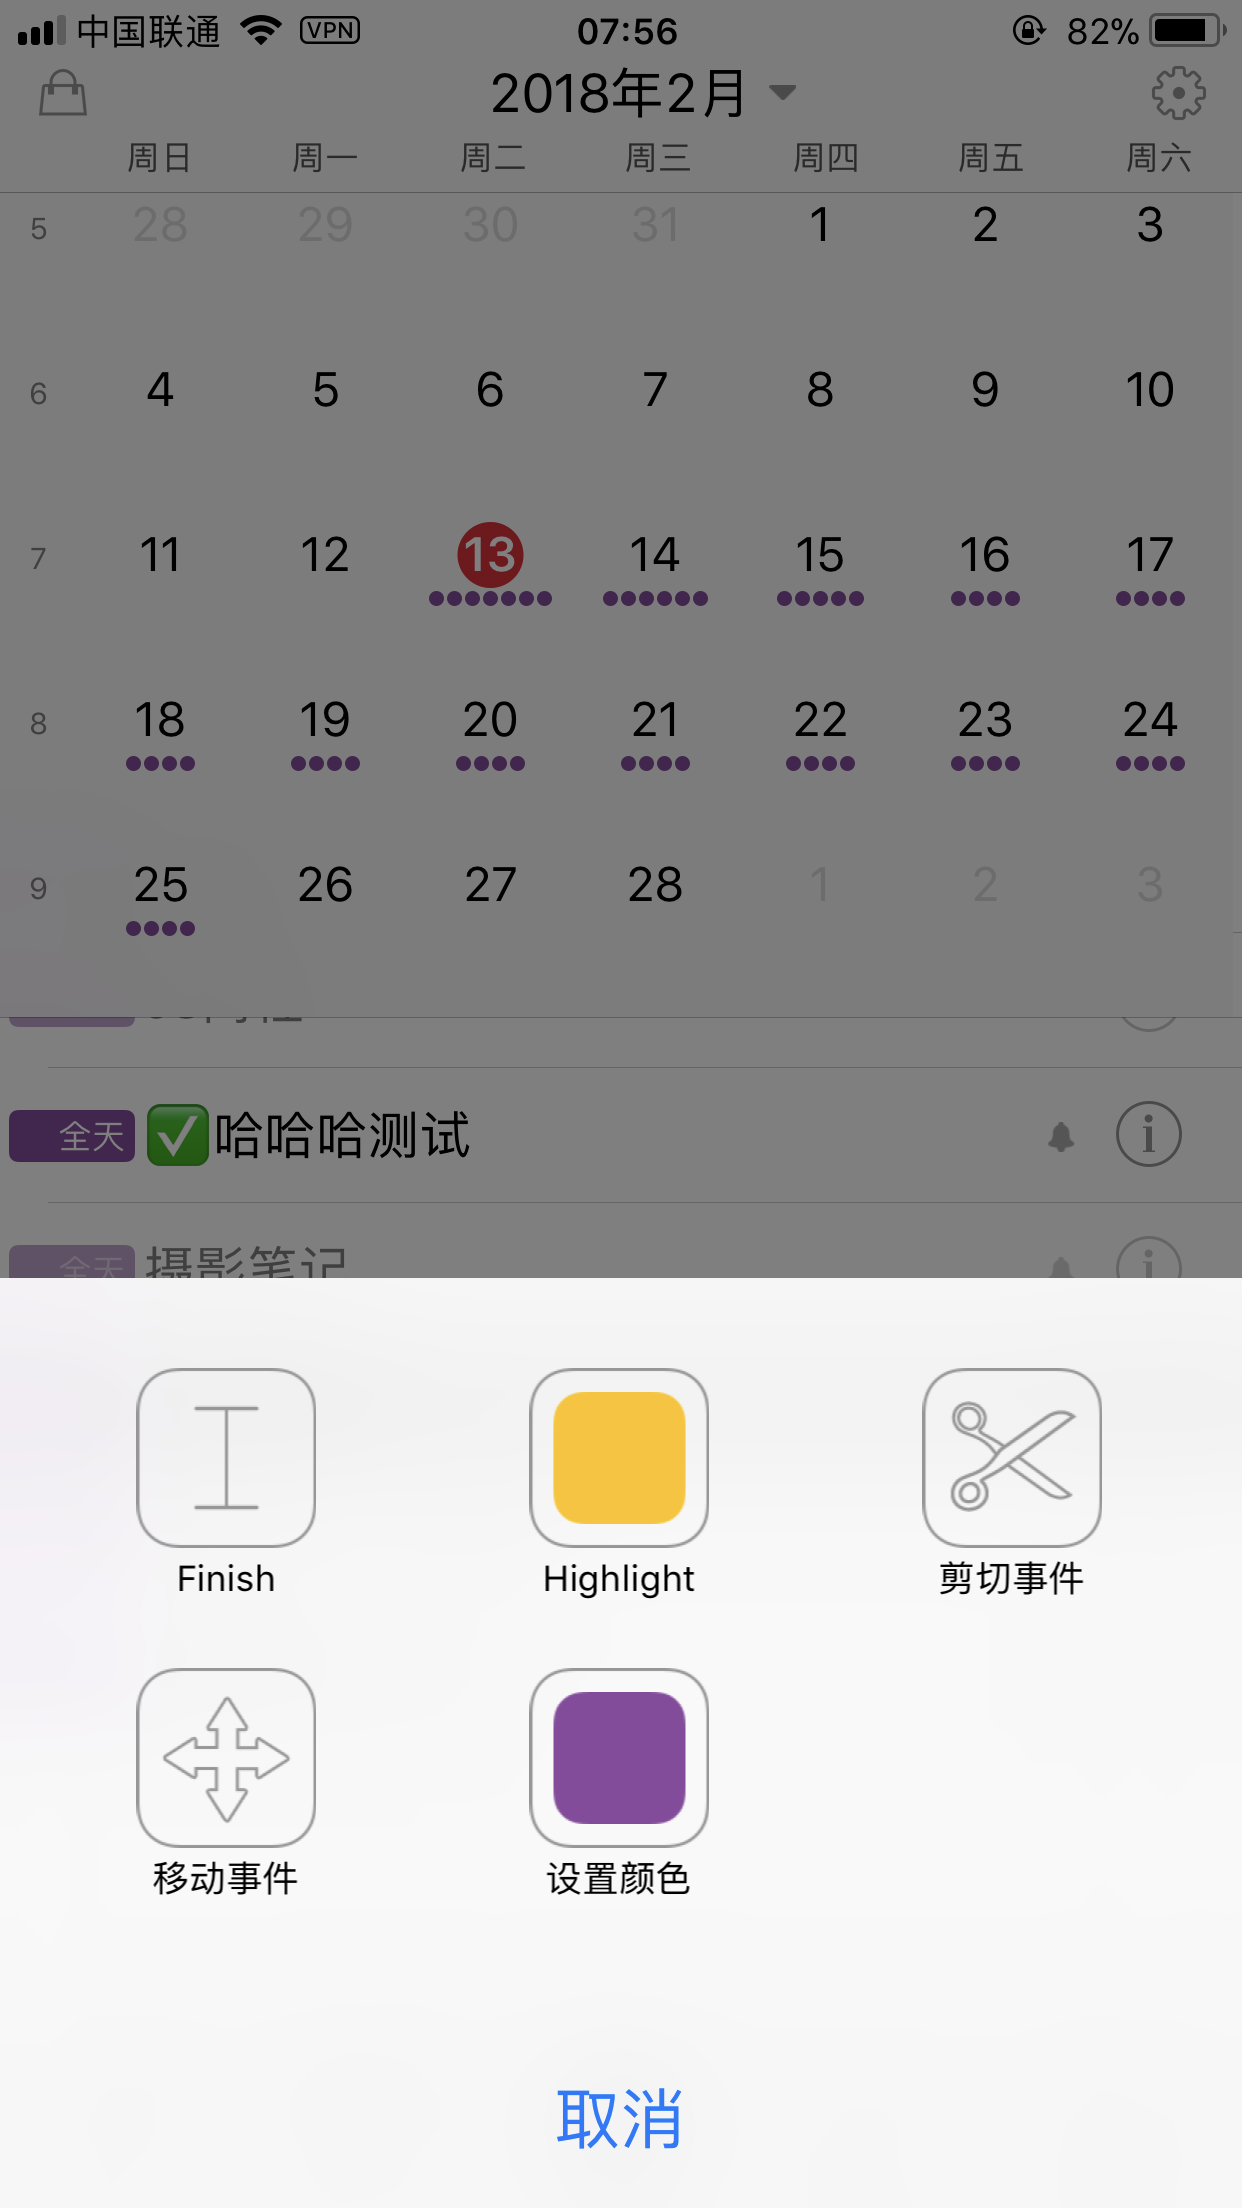 中国联通 VPN 07:56 82%
2018年2月
周日 周一 周二 周三 周四 周五 周六
5 28 29 30 31 1 2 3
6 4 5 6 7 8 9 10
7 11 12 13 14 15 16 17
8 18 19 20 21 22 23 24
9 25 26 27 28 1 2 3
全天 ✅哈哈哈测试
全天 摄影笔记
Finish Highlight 剪切事件
移动事件 设置颜色
取消